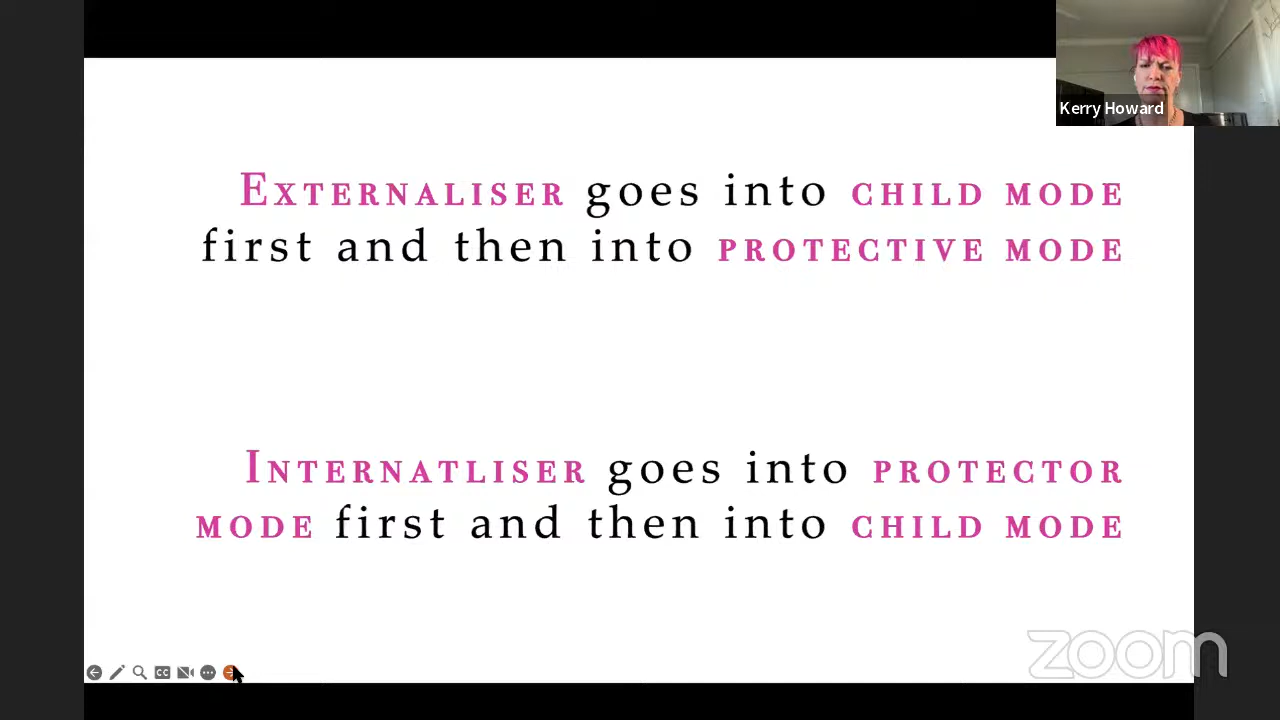 Kerry Howard
Externaliser goes into child mode
first and then into protective mode
Internatliser goes into protector
mode first and then into child mode
CC
zoom